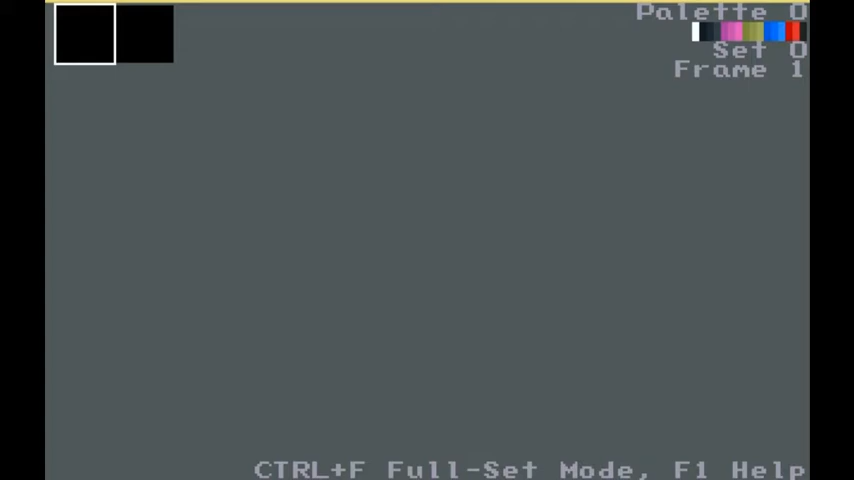 Palette 0
Set 0
Frame 1
CTRL+F Full-Set Mode, F1 Help